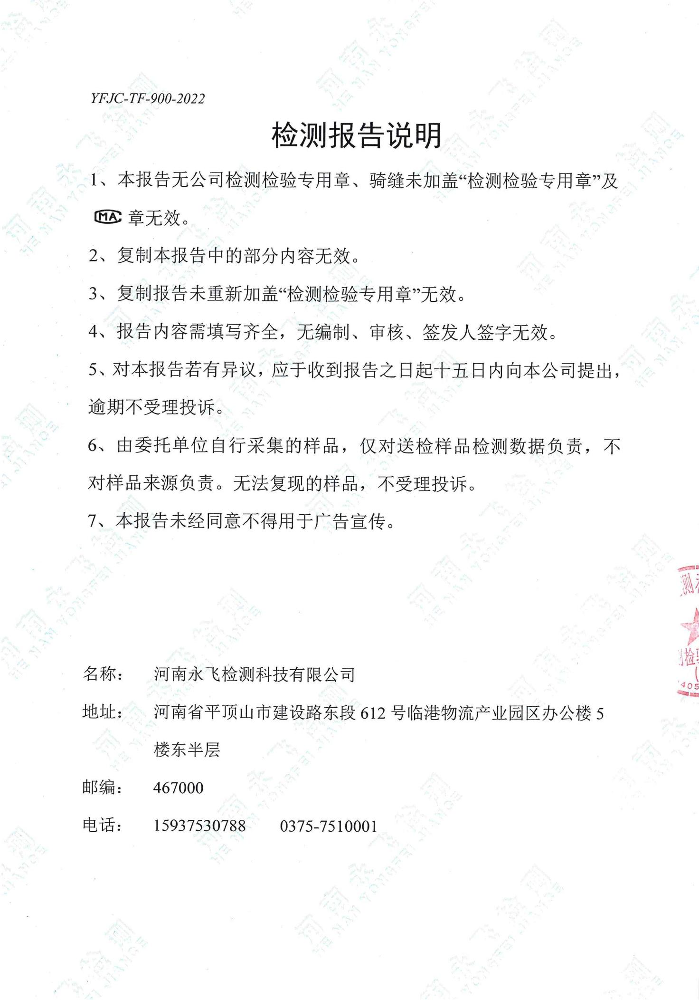 YFJC-TF-900-2022
检测报告说明
1、本报告无公司检测检验专用章、骑缝未加盖“检测检验专用章”及
MA 章无效。
2、复制本报告中的部分内容无效。
3、复制报告未重新加盖“检测检验专用章”无效。
4、报告内容需填写齐全，无编制、审核、签发人签字无效。
5、对本报告若有异议，应于收到报告之日起十五日内向本公司提出，
逾期不受理投诉。
6、由委托单位自行采集的样品，仅对送检样品检测数据负责，不
对样品来源负责。无法复现的样品，不受理投诉。
7、本报告未经同意不得用于广告宣传。
测
检
405
名称： 河南永飞检测科技有限公司
地址： 河南省平顶山市建设路东段 612 号临港物流产业园区办公楼 5
楼东半层
邮编： 467000
电话： 15937530788 0375-7510001
河南永飞检测
HE NAN YONGFEI JIANCE